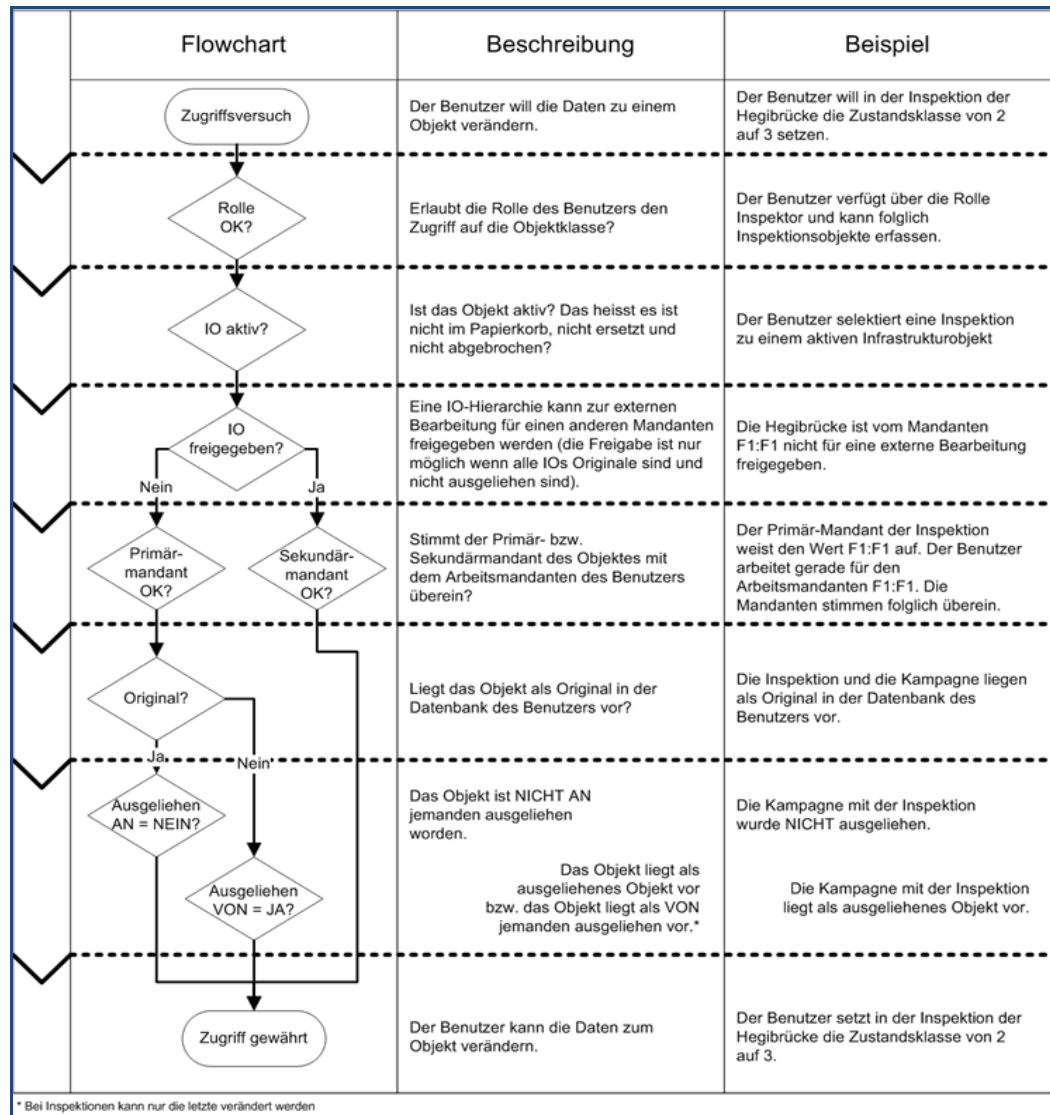 Flowchart
Beschreibung
Beispiel
Zugriffsversuch
Der Benutzer will die Daten zu einem
Objekt verändern.
Der Benutzer will in der Inspektion der
Hegibrücke die Zustandsklasse von 2
auf 3 setzen.
Rolle
OK?
Erlaubt die Rolle des Benutzers den
Zugriff auf die Objektklasse?
Der Benutzer verfügt über die Rolle
Inspektor und kann folglich
Inspektionsobjekte erfassen.
IO aktiv?
Ist das Objekt aktiv? Das heisst es ist
nicht im Papierkorb, nicht ersetzt und
nicht abgebrochen?
Der Benutzer selektiert eine Inspektion
zu einem aktiven Infrastrukturobjekt
IO
freigegeben?
Nein
Ja
Eine IO-Hierarchie kann zur externen
Bearbeitung für einen anderen Mandanten
freigegeben werden (die Freigabe ist nur
möglich wenn alle IOs Originale sind und
nicht ausgeliehen sind).
Die Hegibrücke ist vom Mandanten
F1:F1 nicht für eine externe Bearbeitung
freigegeben.
Primär-
mandant
OK?
Sekundär-
mandant
OK?
Stimmt der Primär- bzw.
Sekundärmandant des Objektes mit
dem Arbeitsmandanten des Benutzers
überein?
Der Primär-Mandant der Inspektion
weist den Wert F1:F1 auf. Der Benutzer
arbeitet gerade für den
Arbeitsmandanten F1:F1. Die
Mandanten stimmen folglich überein.
Original?
Ja
Nein
Liegt das Objekt als Original in der
Datenbank des Benutzers vor?
Die Inspektion und die Kampagne liegen
als Original in der Datenbank des
Benutzers vor.
Ausgeliehen
AN = NEIN?
Das Objekt ist NICHT AN
jemanden ausgeliehen
worden.
Die Kampagne mit der Inspektion
wurde NICHT ausgeliehen.
Ausgeliehen
VON = JA?
Das Objekt liegt als
ausgeliehenes Objekt vor
bzw. das Objekt liegt als VON
jemanden ausgeliehen vor.*
Die Kampagne mit der Inspektion
liegt als ausgeliehenes Objekt vor.
Zugriff gewährt
Der Benutzer kann die Daten zum
Objekt verändern.
Der Benutzer setzt in der Inspektion der
Hegibrücke die Zustandsklasse von 2
auf 3.
* Bei Inspektionen kann nur die letzte verändert werden